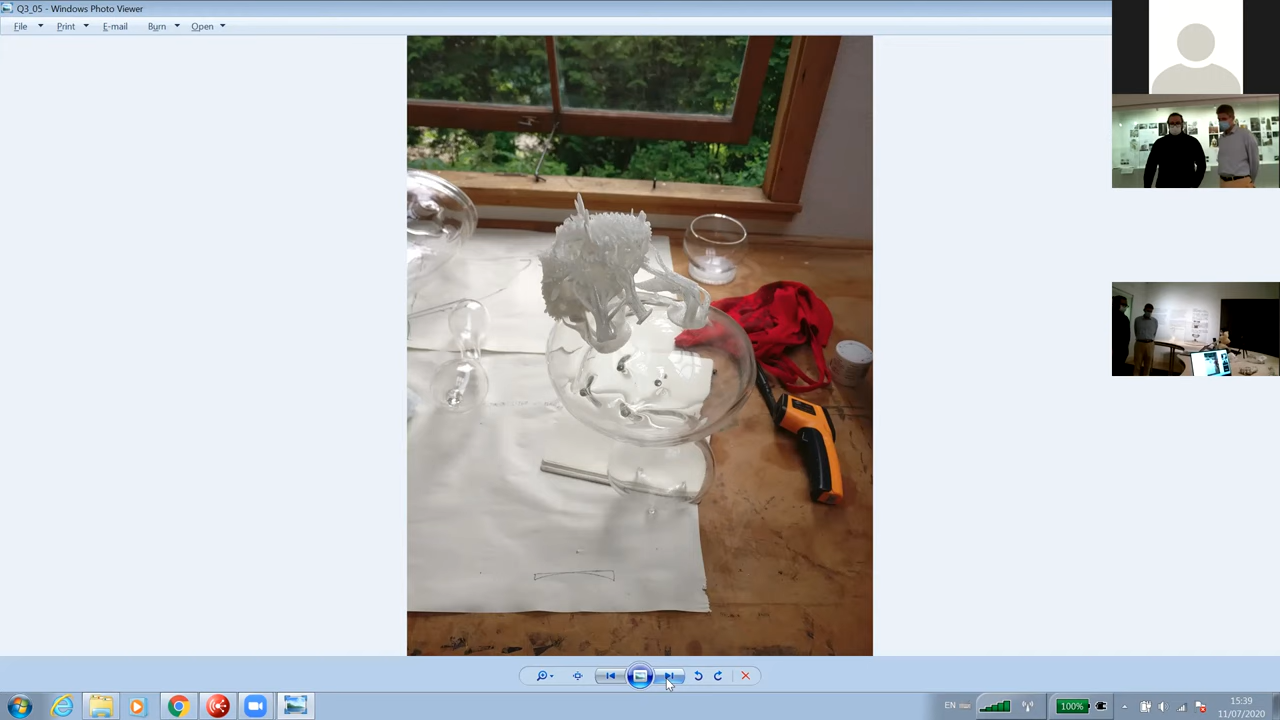 Q3_05 - Windows Photo Viewer
File Print E-mail Burn Open
EN 100% 15:39
11/07/2020